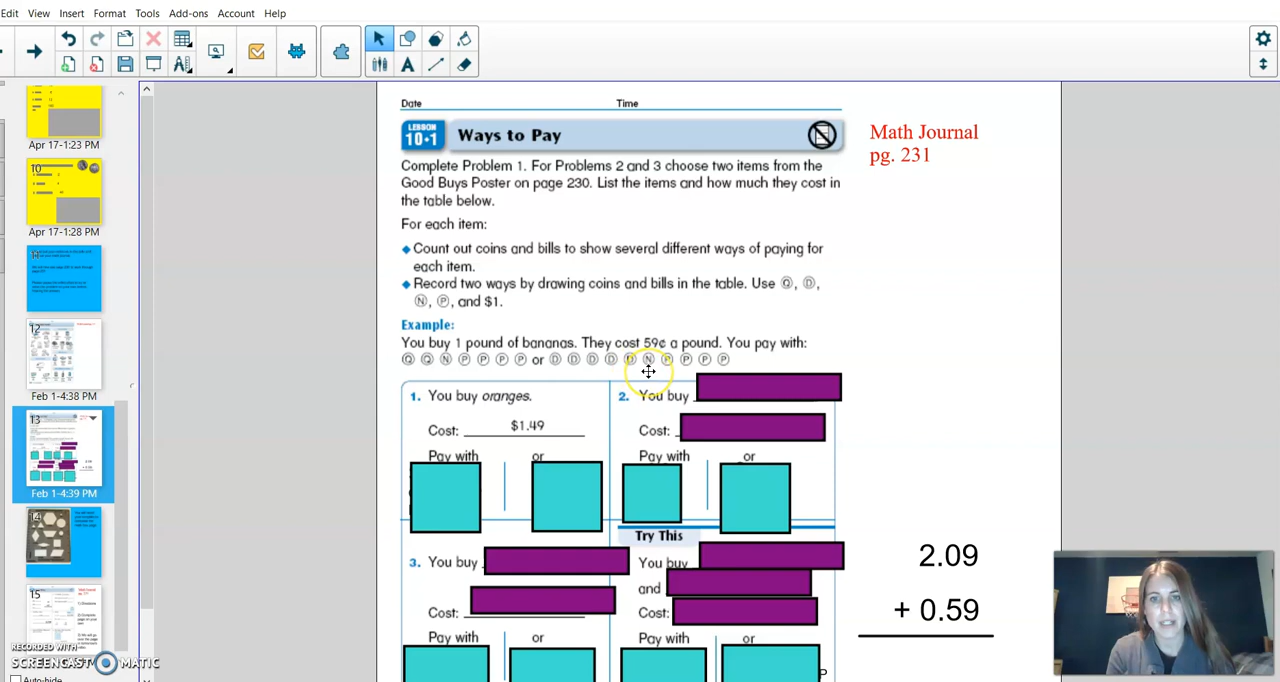 Edit View Insert Format Tools Add-ons Account Help
Apr 17-1:23 PM
10
Apr 17-1:28 PM
12
Feb 1-4:38 PM
13
Feb 1-4:39 PM
14
15
RECORDED WITH
SCREENCAST MATIC
Auto-hide
Date Time
LESSON
10·1
Ways to Pay
Complete Problem 1. For Problems 2 and 3 choose two items from the
Good Buys Poster on page 230. List the items and how much they cost in
the table below.
For each item:
◆ Count out coins and bills to show several different ways of paying for
each item.
◆ Record two ways by drawing coins and bills in the table. Use Ⓠ, Ⓓ,
Ⓝ, Ⓟ, and $1.
Example:
You buy 1 pound of bananas. They cost 59¢ a pound. You pay with:
Ⓠ Ⓠ Ⓝ Ⓟ Ⓟ Ⓟ Ⓟ or Ⓓ Ⓓ Ⓓ Ⓓ Ⓓ Ⓝ Ⓟ Ⓟ Ⓟ Ⓟ
1. You buy oranges.
Cost: $1.49
Pay with or
2. You buy
Cost:
Pay with or
3. You buy
Cost:
Pay with or
Try This
You buy
and
Cost:
Pay with or
P
Math Journal
pg. 231
2.09
+ 0.59